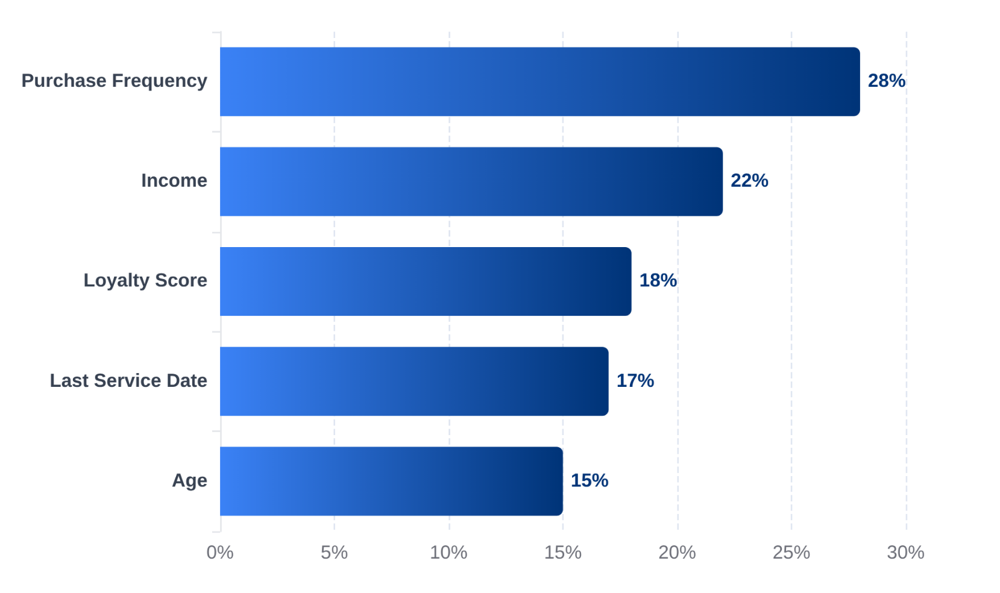 Purchase Frequency 28%
Income 22%
Loyalty Score 18%
Last Service Date 17%
Age 15%
0% 5% 10% 15% 20% 25% 30%